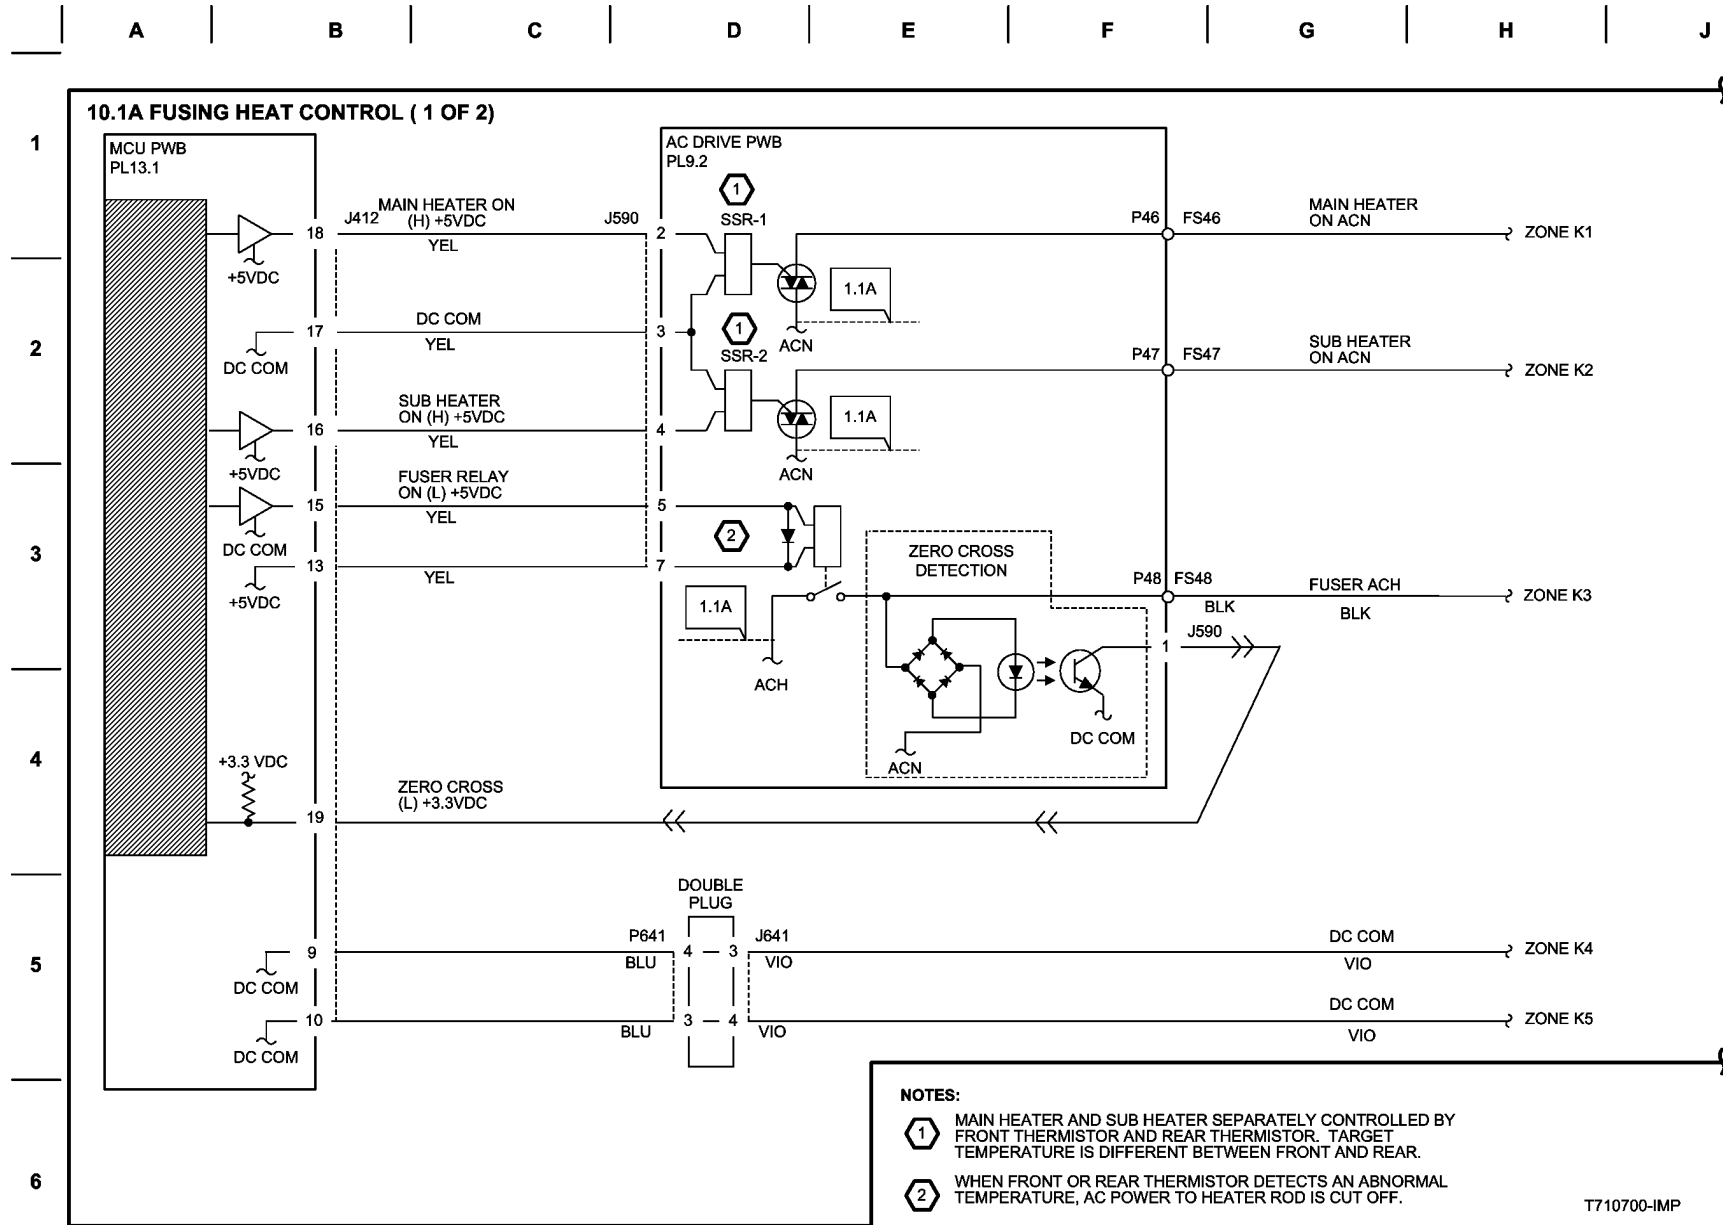 A B C D E F G H J
10.1A FUSING HEAT CONTROL ( 1 OF 2)
1
MCU PWB
PL13.1
AC DRIVE PWB
PL9.2
1
SSR-1
J412
MAIN HEATER ON
(H) +5VDC
J590
18
YEL
2
+5VDC
P46 FS46
MAIN HEATER
ON ACN
ZONE K1
1.1A
ACN
2
17
DC COM
YEL
3
DC COM
1
SSR-2
P47 FS47
SUB HEATER
ON ACN
ZONE K2
1.1A
ACN
SUB HEATER
ON (H) +5VDC
16
YEL
4
+5VDC
FUSER RELAY
ON (L) +5VDC
15
YEL
5
DC COM
2
3
13
YEL
7
+5VDC
1.1A
ACH
ZERO CROSS
DETECTION
P48 FS48
BLK
FUSER ACH
BLK
ZONE K3
1
J590
DC COM
ACN
4
+3.3 VDC
ZERO CROSS
(L) +3.3VDC
19
DOUBLE
PLUG
5
9
P641
BLU
4 — 3
J641
VIO
DC COM
VIO
ZONE K4
DC COM
10
BLU
3 — 4
VIO
DC COM
VIO
ZONE K5
DC COM
6
NOTES:
1
MAIN HEATER AND SUB HEATER SEPARATELY CONTROLLED BY
FRONT THERMISTOR AND REAR THERMISTOR. TARGET
TEMPERATURE IS DIFFERENT BETWEEN FRONT AND REAR.
2
WHEN FRONT OR REAR THERMISTOR DETECTS AN ABNORMAL
TEMPERATURE, AC POWER TO HEATER ROD IS CUT OFF.
T710700-IMP